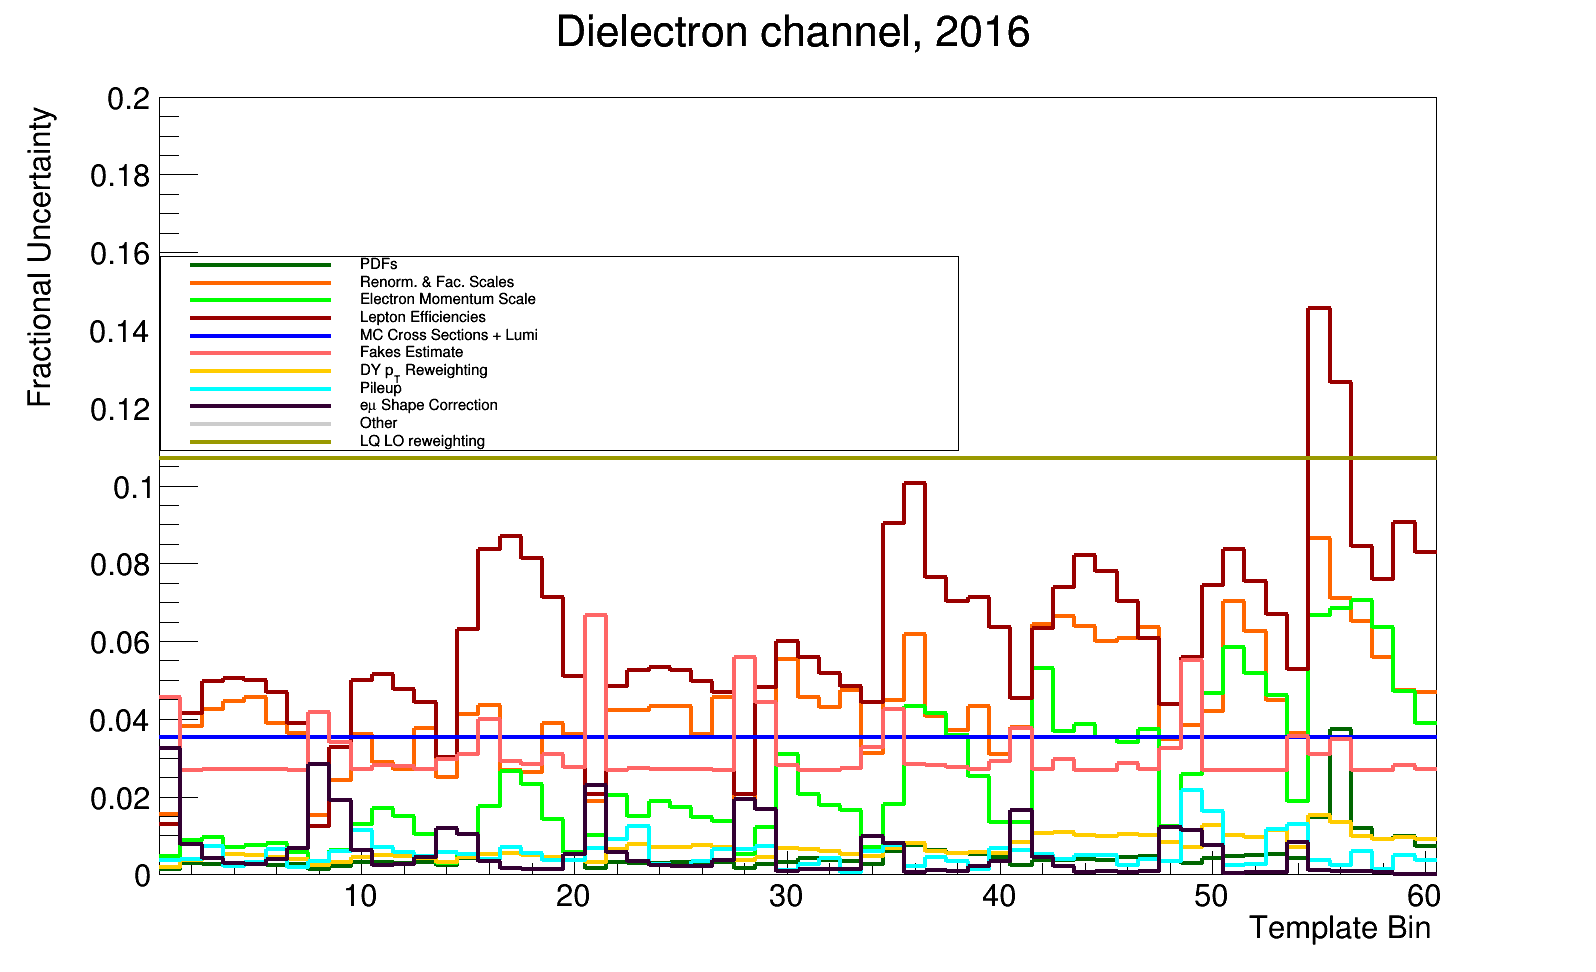 Dielectron channel, 2016
Fractional Uncertainty
0.2
0.18
0.16
0.14
0.12
0.1
0.08
0.06
0.04
0.02
0
PDFs
Renorm. & Fac. Scales
Electron Momentum Scale
Lepton Efficiencies
MC Cross Sections + Lumi
Fakes Estimate
DY pT Reweighting
Pileup
eμ Shape Correction
Other
LQ LO reweighting
10 20 30 40 50 60
Template Bin